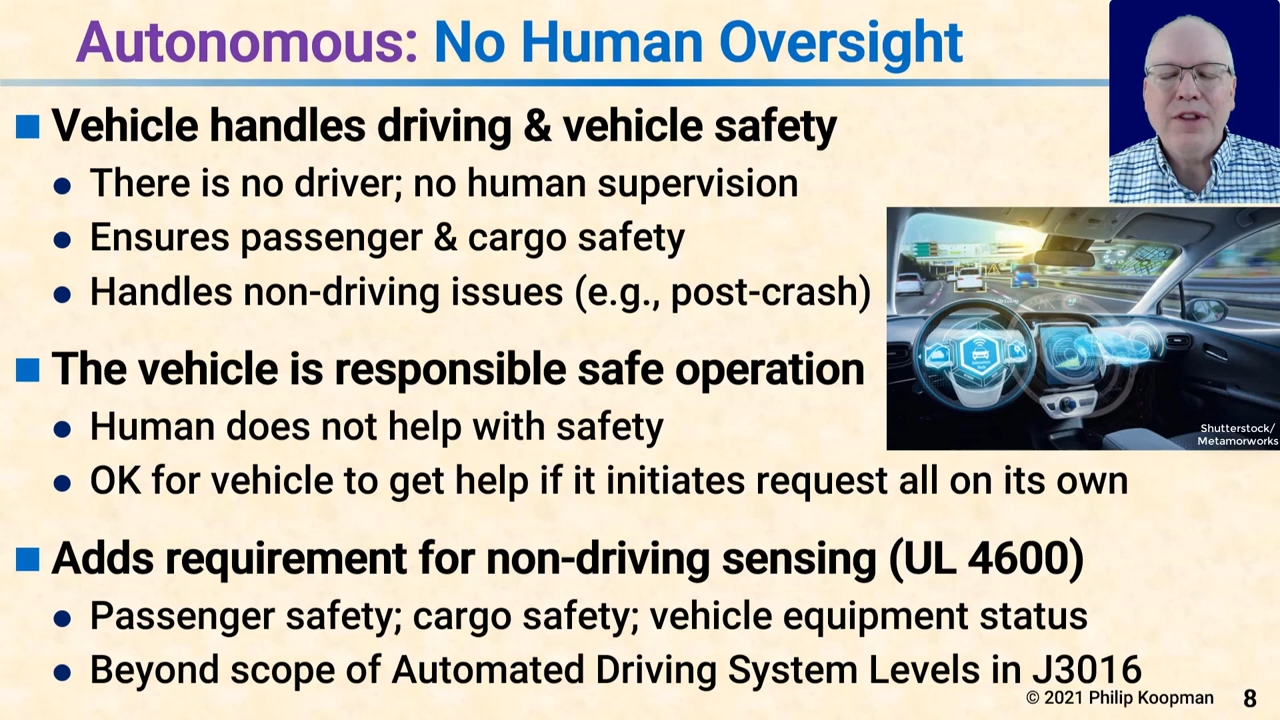 Autonomous: No Human Oversight
Vehicle handles driving & vehicle safety
There is no driver; no human supervision
Ensures passenger & cargo safety
Handles non-driving issues (e.g., post-crash)
The vehicle is responsible safe operation
Human does not help with safety
OK for vehicle to get help if it initiates request all on its own
Adds requirement for non-driving sensing (UL 4600)
Passenger safety; cargo safety; vehicle equipment status
Beyond scope of Automated Driving System Levels in J3016
Shutterstock/
Metamorworks
© 2021 Philip Koopman 8